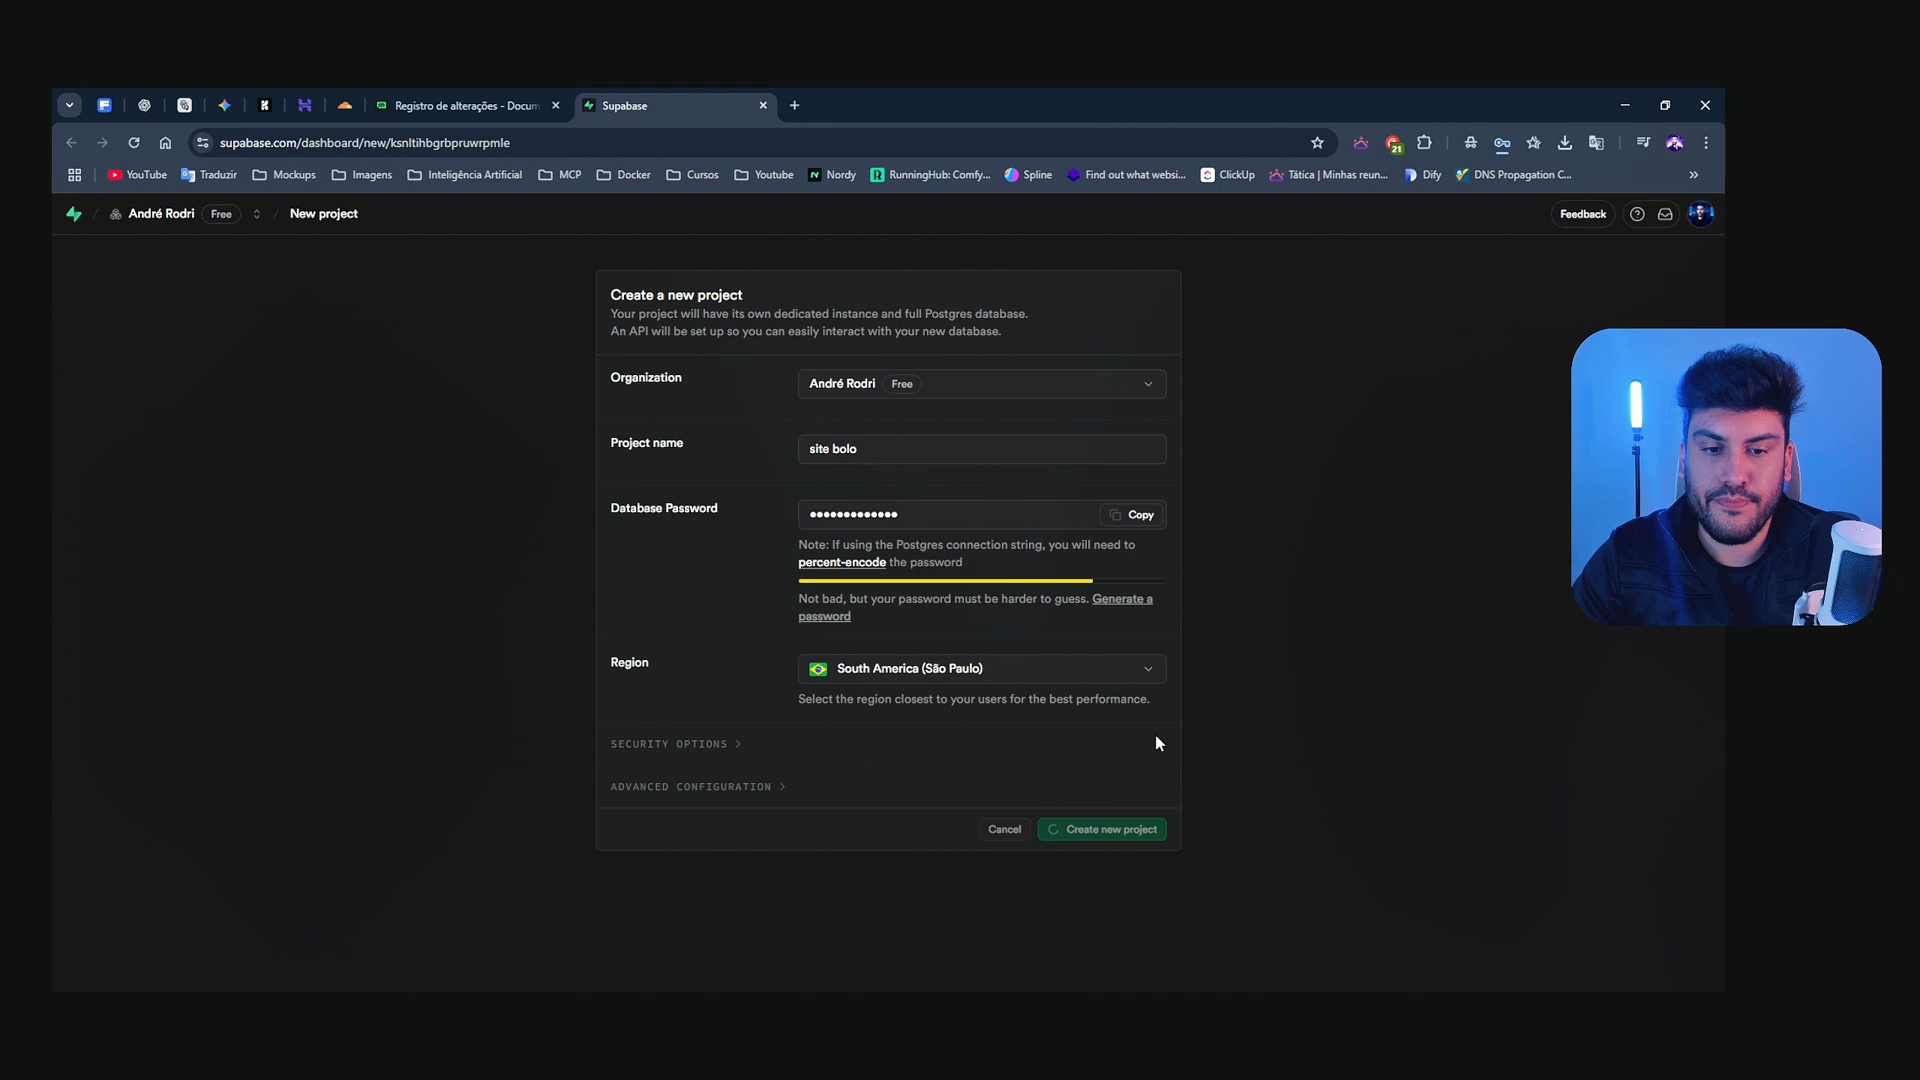 Registro de alterações - Docum
Supabase
supabase.com/dashboard/new/ksnltihbgrbpruwrpmle
21
YouTube
Traduzir
Mockups
Imagens
Inteligência Artificial
MCP
Docker
Cursos
Youtube
Nordy
RunningHub: Comfy...
Spline
Find out what websi...
ClickUp
Tática | Minhas reun...
Dify
DNS Propagation C...
André Rodri
Free
New project
Feedback
Create a new project
Your project will have its own dedicated instance and full Postgres database.
An API will be set up so you can easily interact with your new database.
Organization
André Rodri Free
Project name
site bolo
Database Password
Copy
Note: If using the Postgres connection string, you will need to
percent-encode the password
Not bad, but your password must be harder to guess. Generate a
password
Region
South America (São Paulo)
Select the region closest to your users for the best performance.
SECURITY OPTIONS
ADVANCED CONFIGURATION
Cancel
Create new project